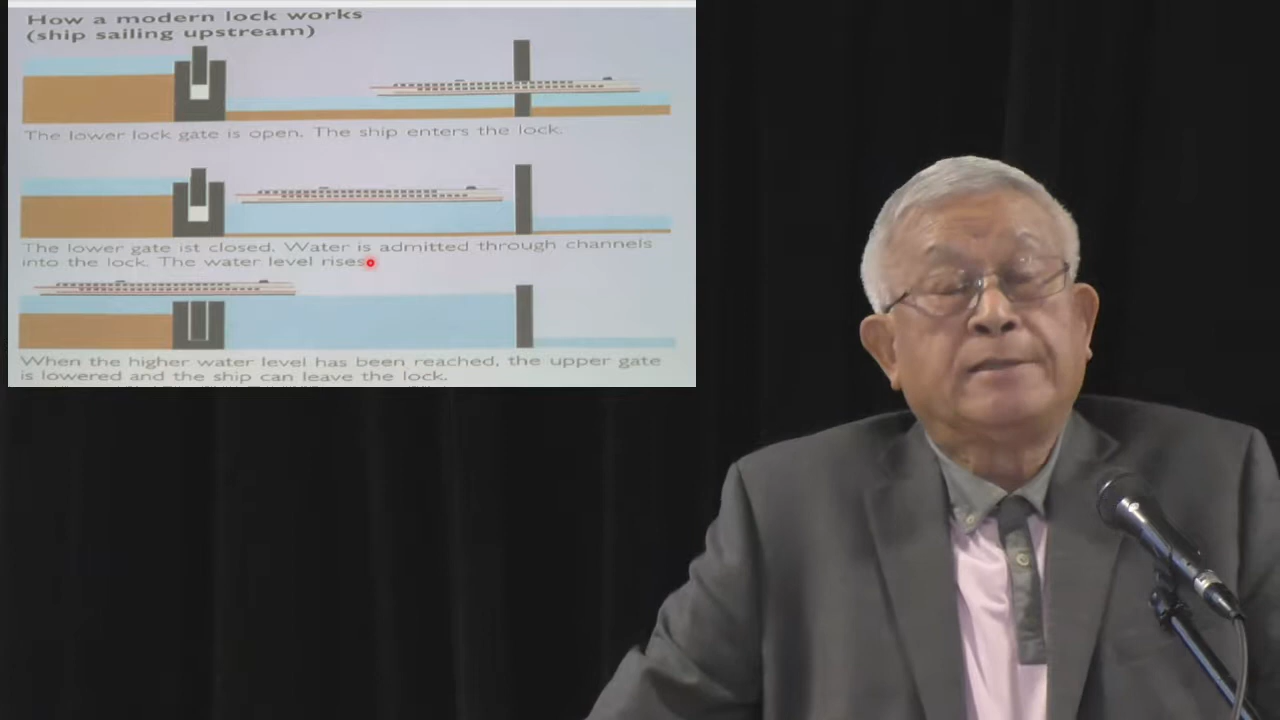 How a modern lock works
(ship sailing upstream)
The lower lock gate is open. The ship enters the lock.
The lower gate ist closed. Water is admitted through channels
into the lock. The water level rises
When the higher water level has been reached, the upper gate
is lowered and the ship can leave the lock.